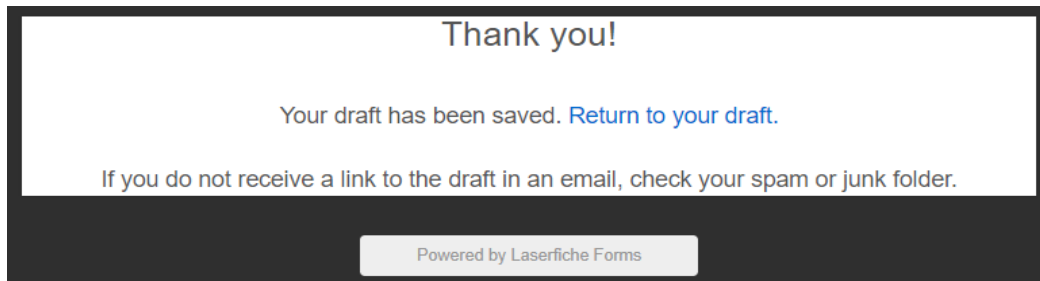 Thank you!
Your draft has been saved. Return to your draft.
If you do not receive a link to the draft in an email, check your spam or junk folder.
Powered by Laserfiche Forms